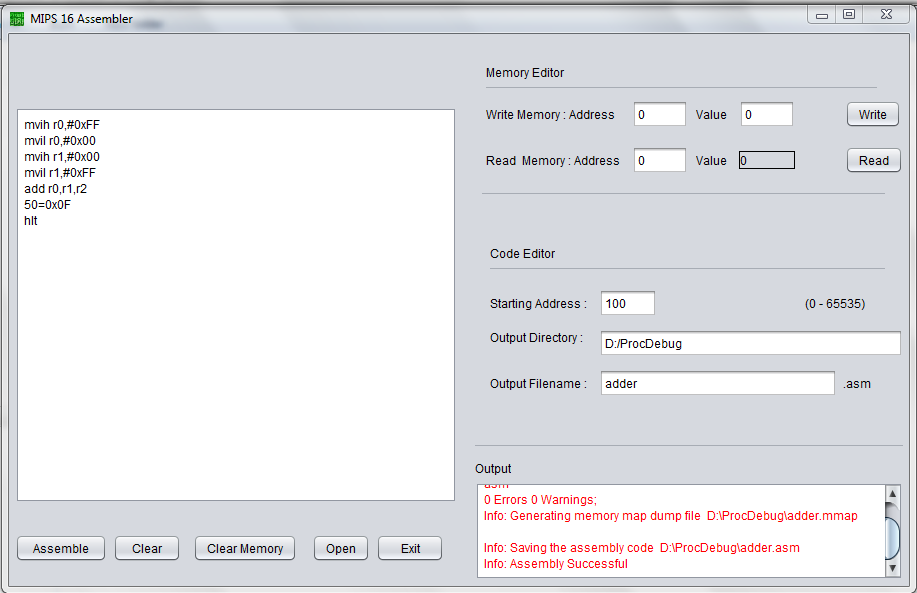 MIPS 16 Assembler
mvih r0,#0xFF
mvil r0,#0x00
mvih r1,#0x00
mvil r1,#0xFF
add r0,r1,r2
50=0x0F
hlt
Assemble Clear Clear Memory Open Exit
Memory Editor
Write Memory : Address 0 Value 0 Write
Read Memory : Address 0 Value 0 Read
Code Editor
Starting Address : 100 (0 - 65535)
Output Directory : D:/ProcDebug
Output Filename : adder .asm
Output
asm
0 Errors 0 Warnings;
Info: Generating memory map dump file D:\ProcDebug\adder.mmap
Info: Saving the assembly code D:\ProcDebug\adder.asm
Info: Assembly Successful